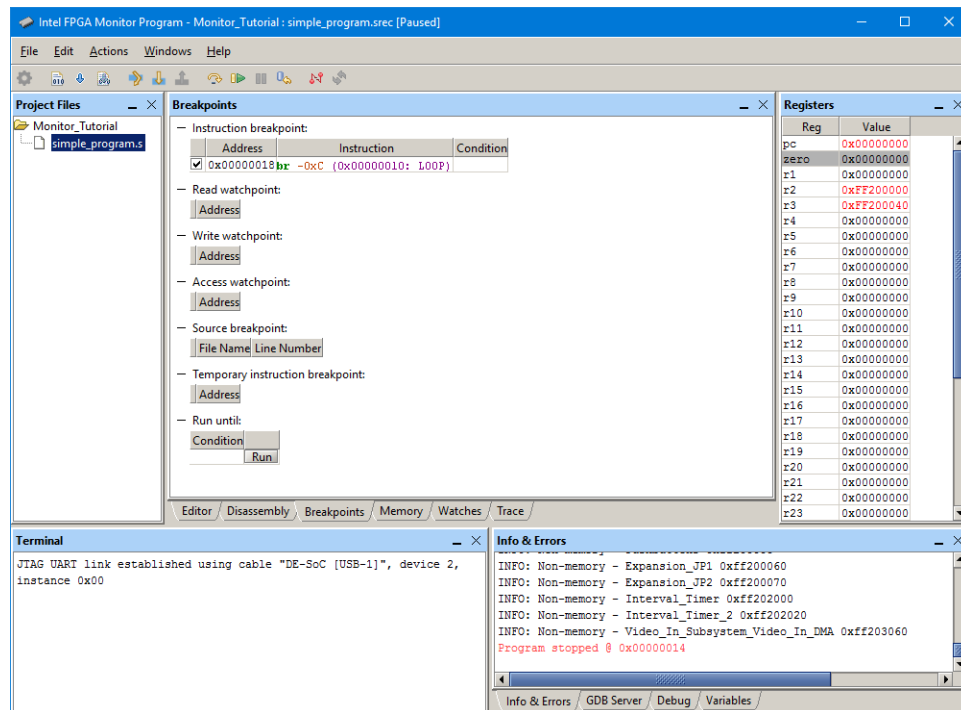 Intel FPGA Monitor Program - Monitor_Tutorial : simple_program.srec [Paused]
File Edit Actions Windows Help
Project Files
Monitor_Tutorial
simple_program.s
Breakpoints
Instruction breakpoint:
Address Instruction Condition
0x00000018 br -0xC (0x00000010: LOOP)
Read watchpoint:
Address
Write watchpoint:
Address
Access watchpoint:
Address
Source breakpoint:
File Name Line Number
Temporary instruction breakpoint:
Address
Run until:
Condition
Run
Editor Disassembly Breakpoints Memory Watches Trace
Registers
Reg Value
pc 0x00000000
zero 0x00000000
r1 0x00000000
r2 0xFF200000
r3 0xFF200040
r4 0x00000000
r5 0x00000000
r6 0x00000000
r7 0x00000000
r8 0x00000000
r9 0x00000000
r10 0x00000000
r11 0x00000000
r12 0x00000000
r13 0x00000000
r14 0x00000000
r15 0x00000000
r16 0x00000000
r17 0x00000000
r18 0x00000000
r19 0x00000000
r20 0x00000000
r21 0x00000000
r22 0x00000000
r23 0x00000000
Terminal
JTAG UART link established using cable "DE-SoC [USB-1]", device 2,
instance 0x00
Info & Errors
INFO: Non-memory - Expansion_JP1 0xff200060
INFO: Non-memory - Expansion_JP2 0xff200070
INFO: Non-memory - Interval_Timer 0xff202000
INFO: Non-memory - Interval_Timer_2 0xff202020
INFO: Non-memory - Video_In_Subsystem_Video_In_DMA 0xff203060
Program stopped @ 0x00000014
Info & Errors GDB Server Debug Variables